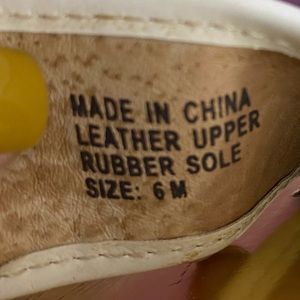 MADE IN CHINA
LEATHER UPPER
RUBBER SOLE
SIZE: 6 M